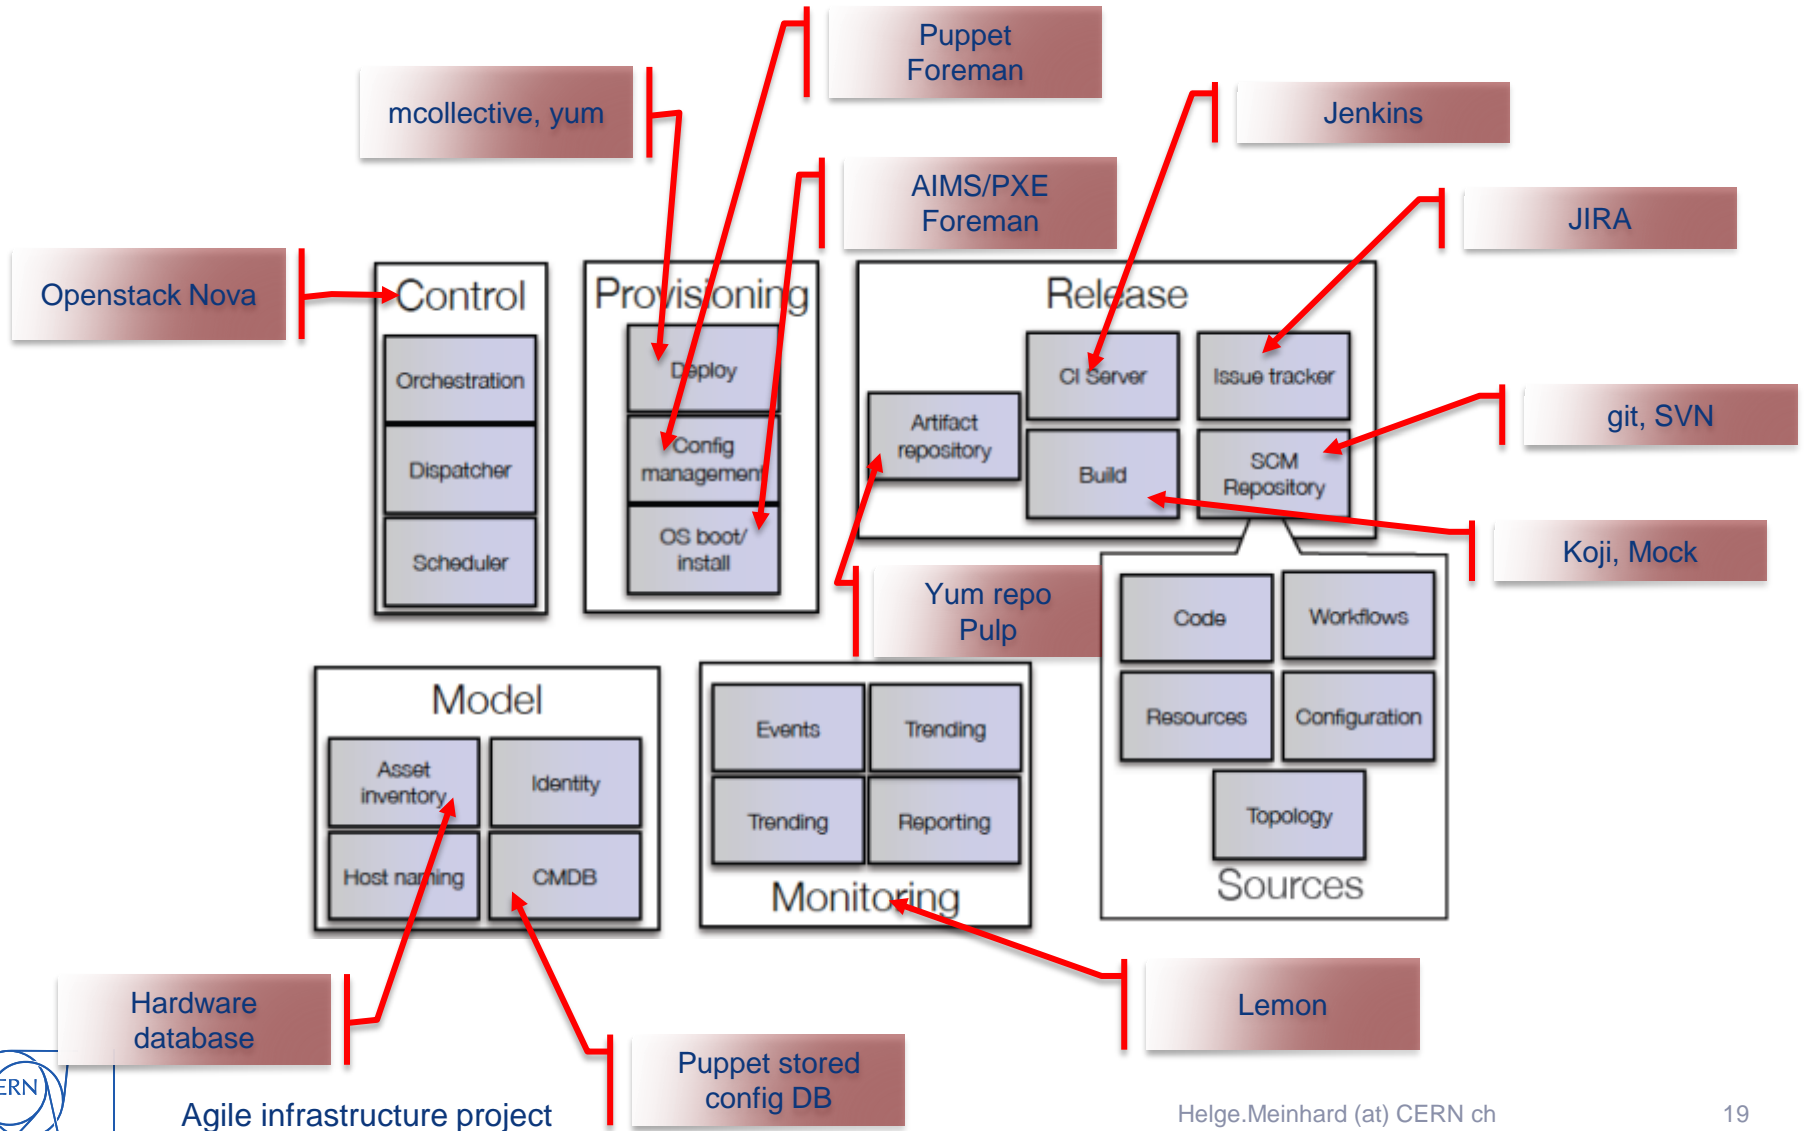 Puppet
Foreman
mcollective, yum
Jenkins
AIMS/PXE
Foreman
JIRA
Openstack Nova
Control
Orchestration
Dispatcher
Scheduler
Provisioning
Deploy
Config
management
OS boot/
install
Release
CI Server
Issue tracker
Artifact
repository
Build
SCM
Repository
git, SVN
Koji, Mock
Yum repo
Pulp
Code
Workflows
Resources
Configuration
Topology
Sources
Model
Asset
inventory
Identity
Host naming
CMDB
Events
Trending
Trending
Reporting
Monitoring
Hardware
database
Puppet stored
config DB
Lemon
ERN
Agile infrastructure project
Helge.Meinhard (at) CERN ch
19